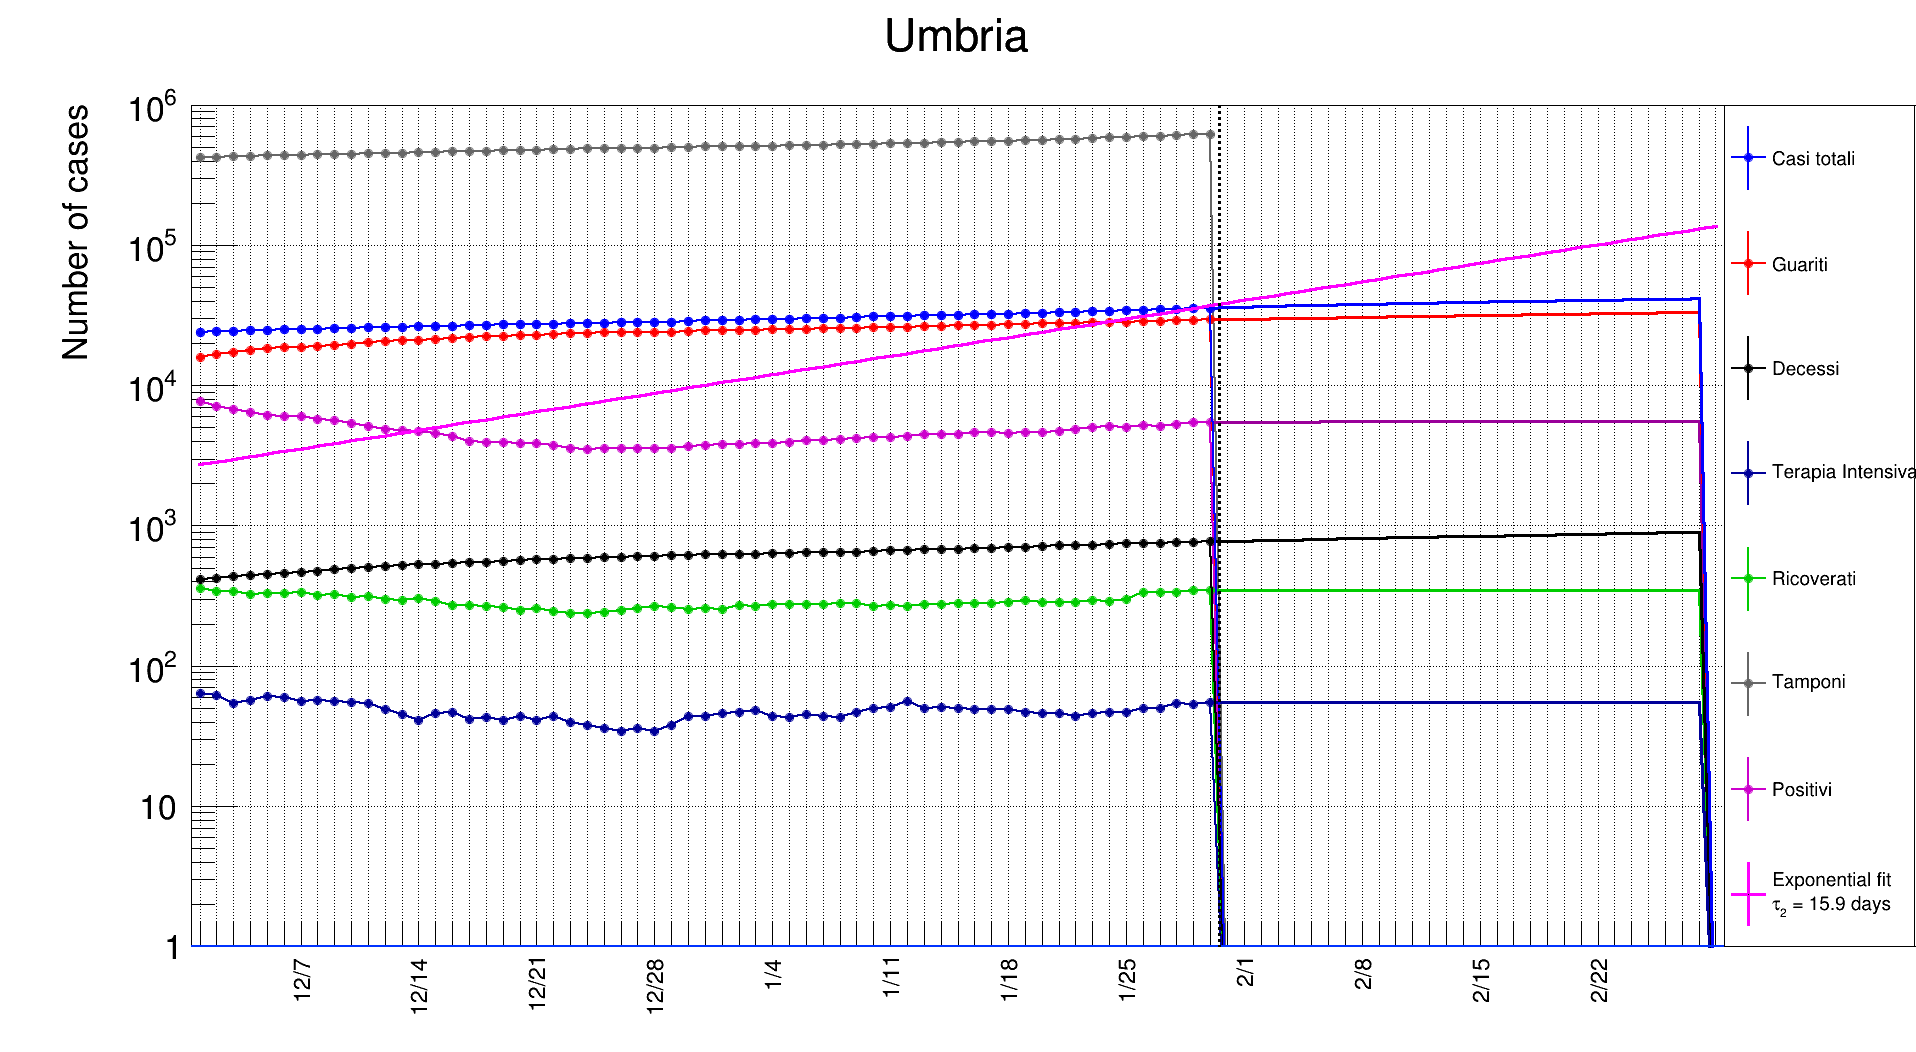 Umbria
Number of cases
10^6
10^5
10^4
10^3
10^2
10
1
12/7
12/14
12/21
12/28
1/4
1/11
1/18
1/25
2/1
2/8
2/15
2/22
Casi totali
Guariti
Decessi
Terapia Intensiva
Ricoverati
Tamponi
Positivi
Exponential fit
τ₂ = 15.9 days